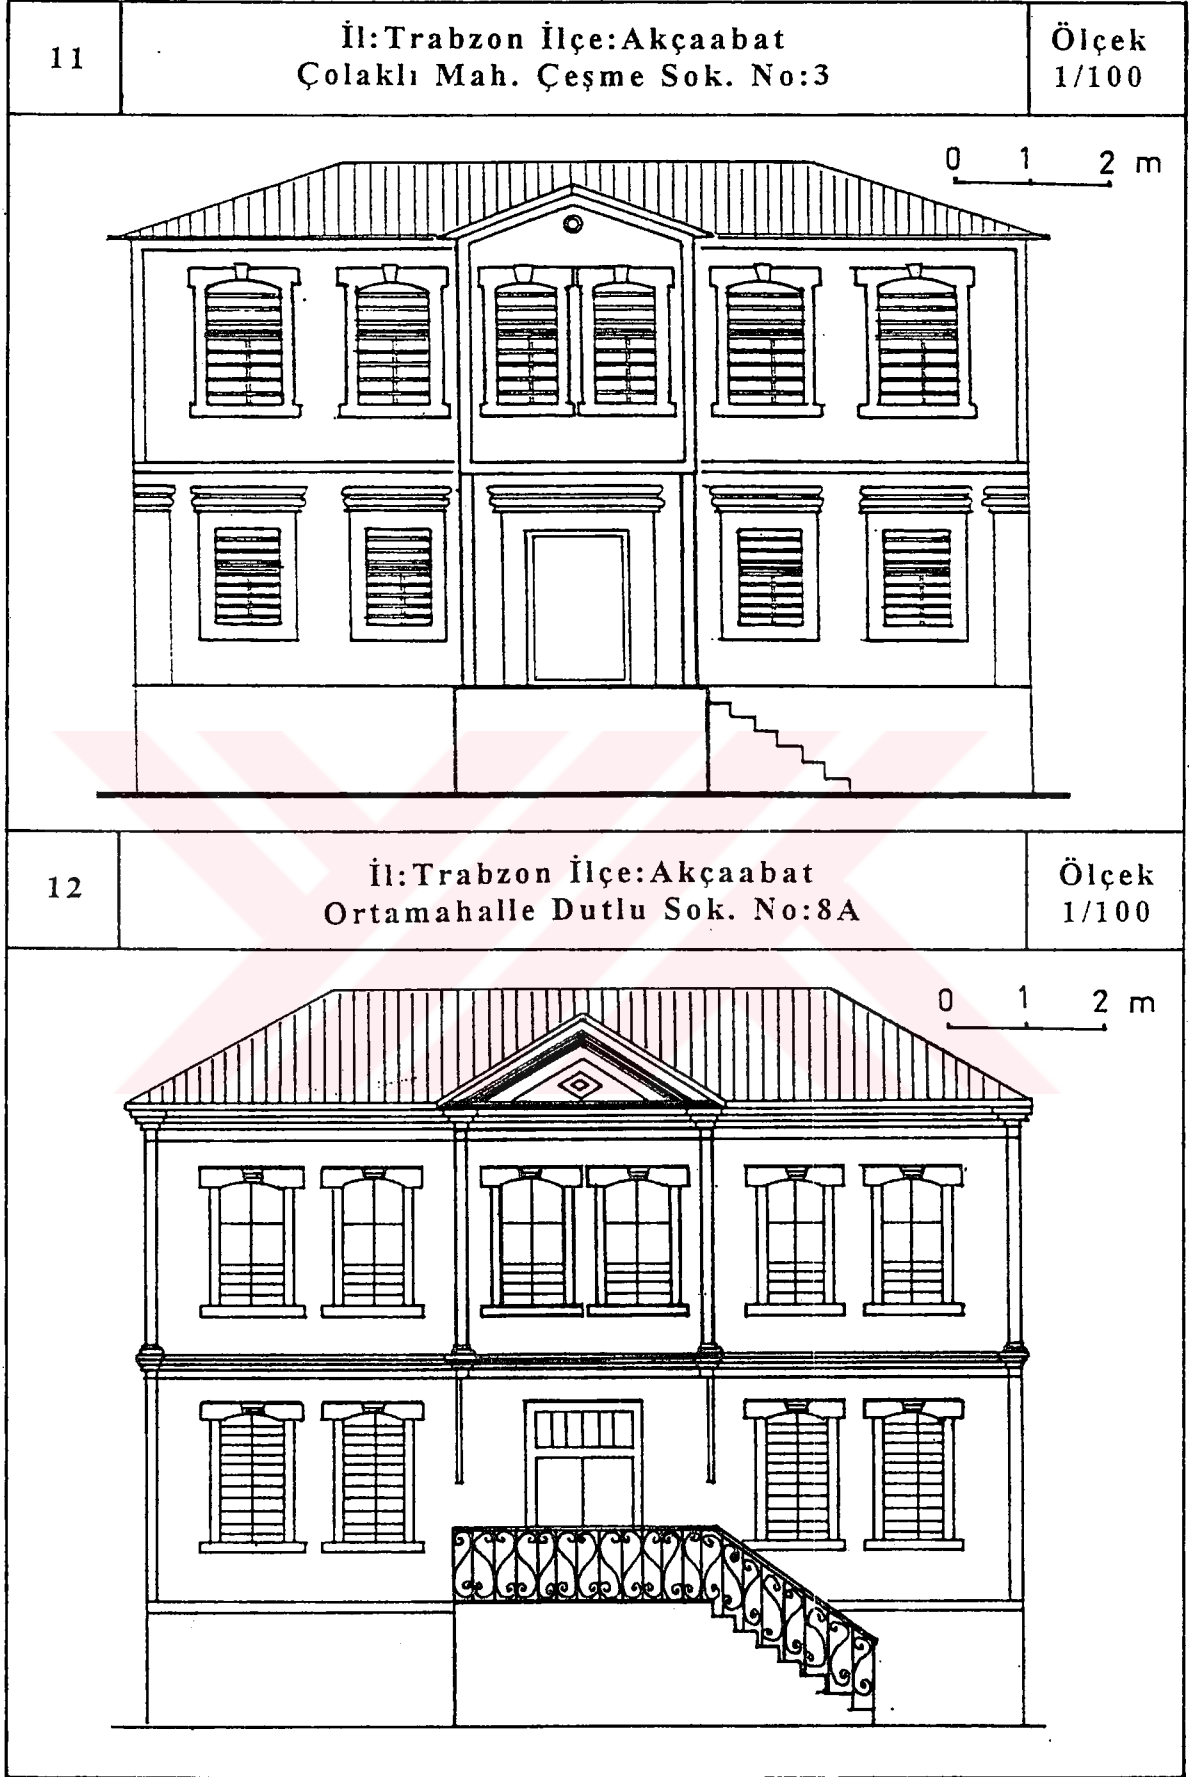 11
İl:Trabzon İlçe:Akçaabat
Çolaklı Mah. Çeşme Sok. No:3
Ölçek
1/100
0 1 2 m
12
İl:Trabzon İlçe:Akçaabat
Ortamahalle Dutlu Sok. No:8A
Ölçek
1/100
0 1 2 m